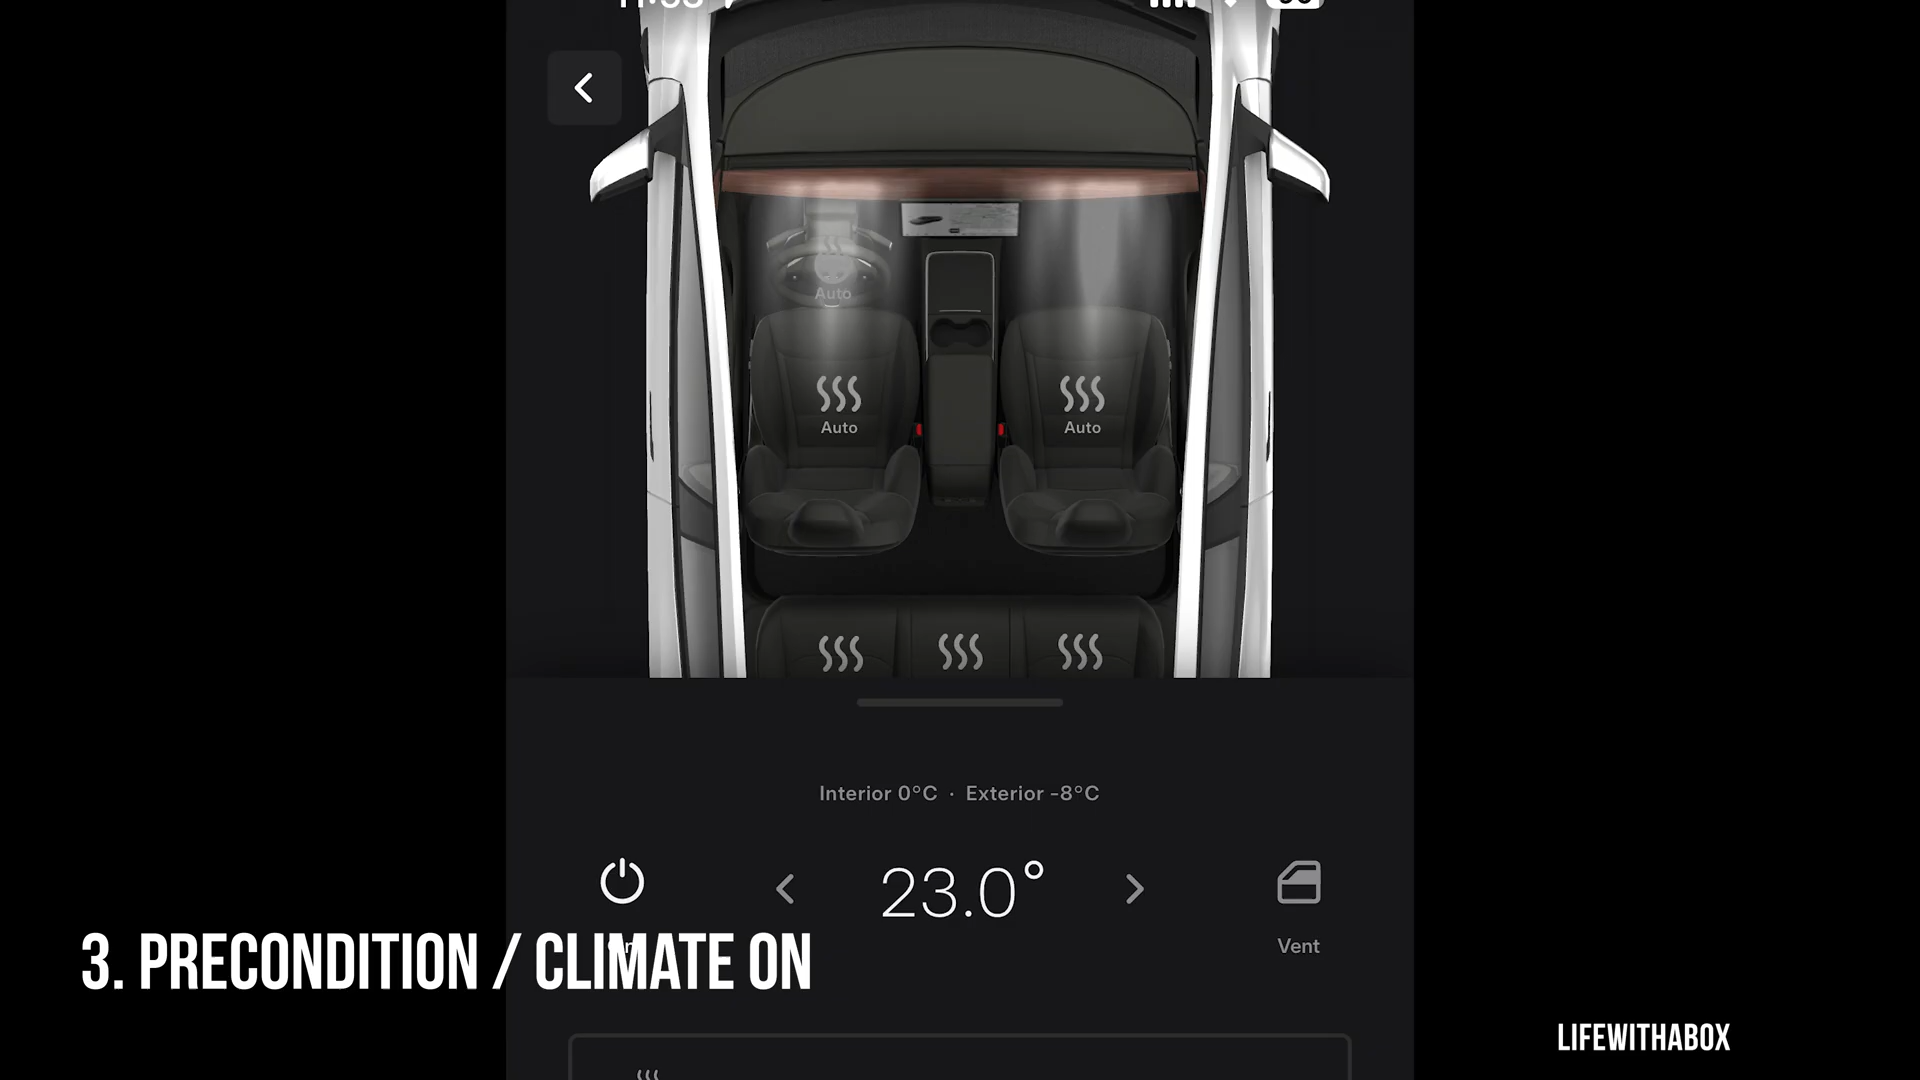 Auto
Auto
Auto
Interior 0°C · Exterior -8°C
23.0°
Vent
3. PRECONDITION / CLIMATE ON
LIFEWITHABOX